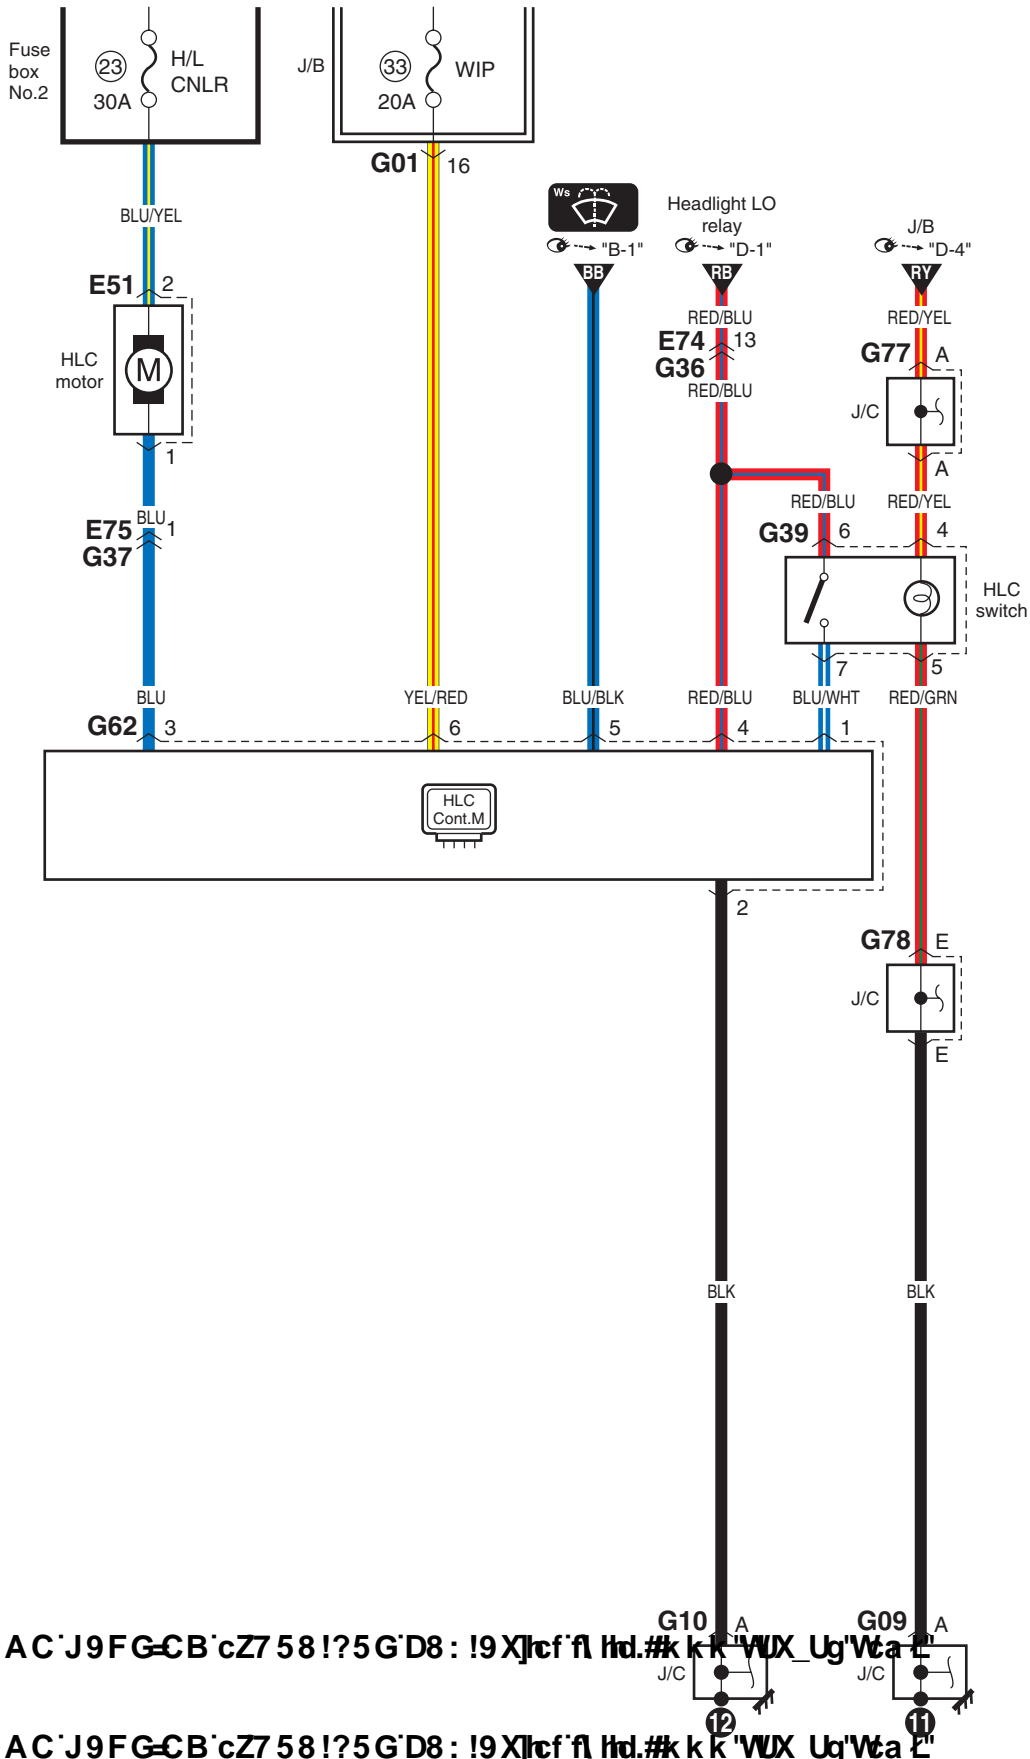 Fuse
box
No.2
23
30A
H/L
CNLR
J/B
33
20A
WIP
G01
16
BLU/YEL
E51
2
HLC
motor
M
1
BLU
1
E75
G37
BLU
Ws
"B-1"
BB
Headlight LO
relay
"D-1"
RB
J/B
"D-4"
RY
RED/BLU
E74
13
G36
RED/BLU
RED/YEL
G77
A
J/C
A
RED/BLU
RED/YEL
G39
6
4
HLC
switch
7
5
YEL/RED
BLU/BLK
RED/BLU
BLU/WHT
RED/GRN
G62
3
6
5
4
1
HLC
Cont.M
2
G78
E
J/C
E
BLK
BLK
G10
A
G09
A
J/C
J/C
12
11